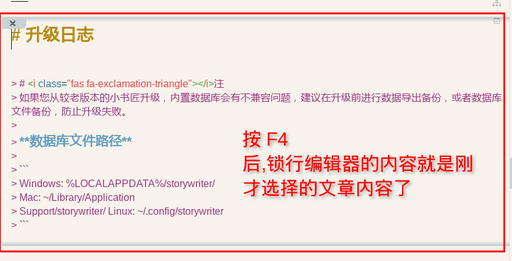 # 升级日志
> # <i class="fas fa-exclamation-triangle"></i>注
> 如果您从较老版本的小书匠升级，内置数据库会有不兼容问题，建议在升级前进行数据导出备份，或者数据库
文件备份，防止升级失败。
>
> **数据库文件路径**
>
> ```
> Windows: %LOCALAPPDATA%/storywriter/
> Mac: ~/Library/Application
> Support/storywriter/ Linux: ~/.config/storywriter
> ```
按 F4
后,锁行编辑器的内容就是刚
才选择的文章内容了